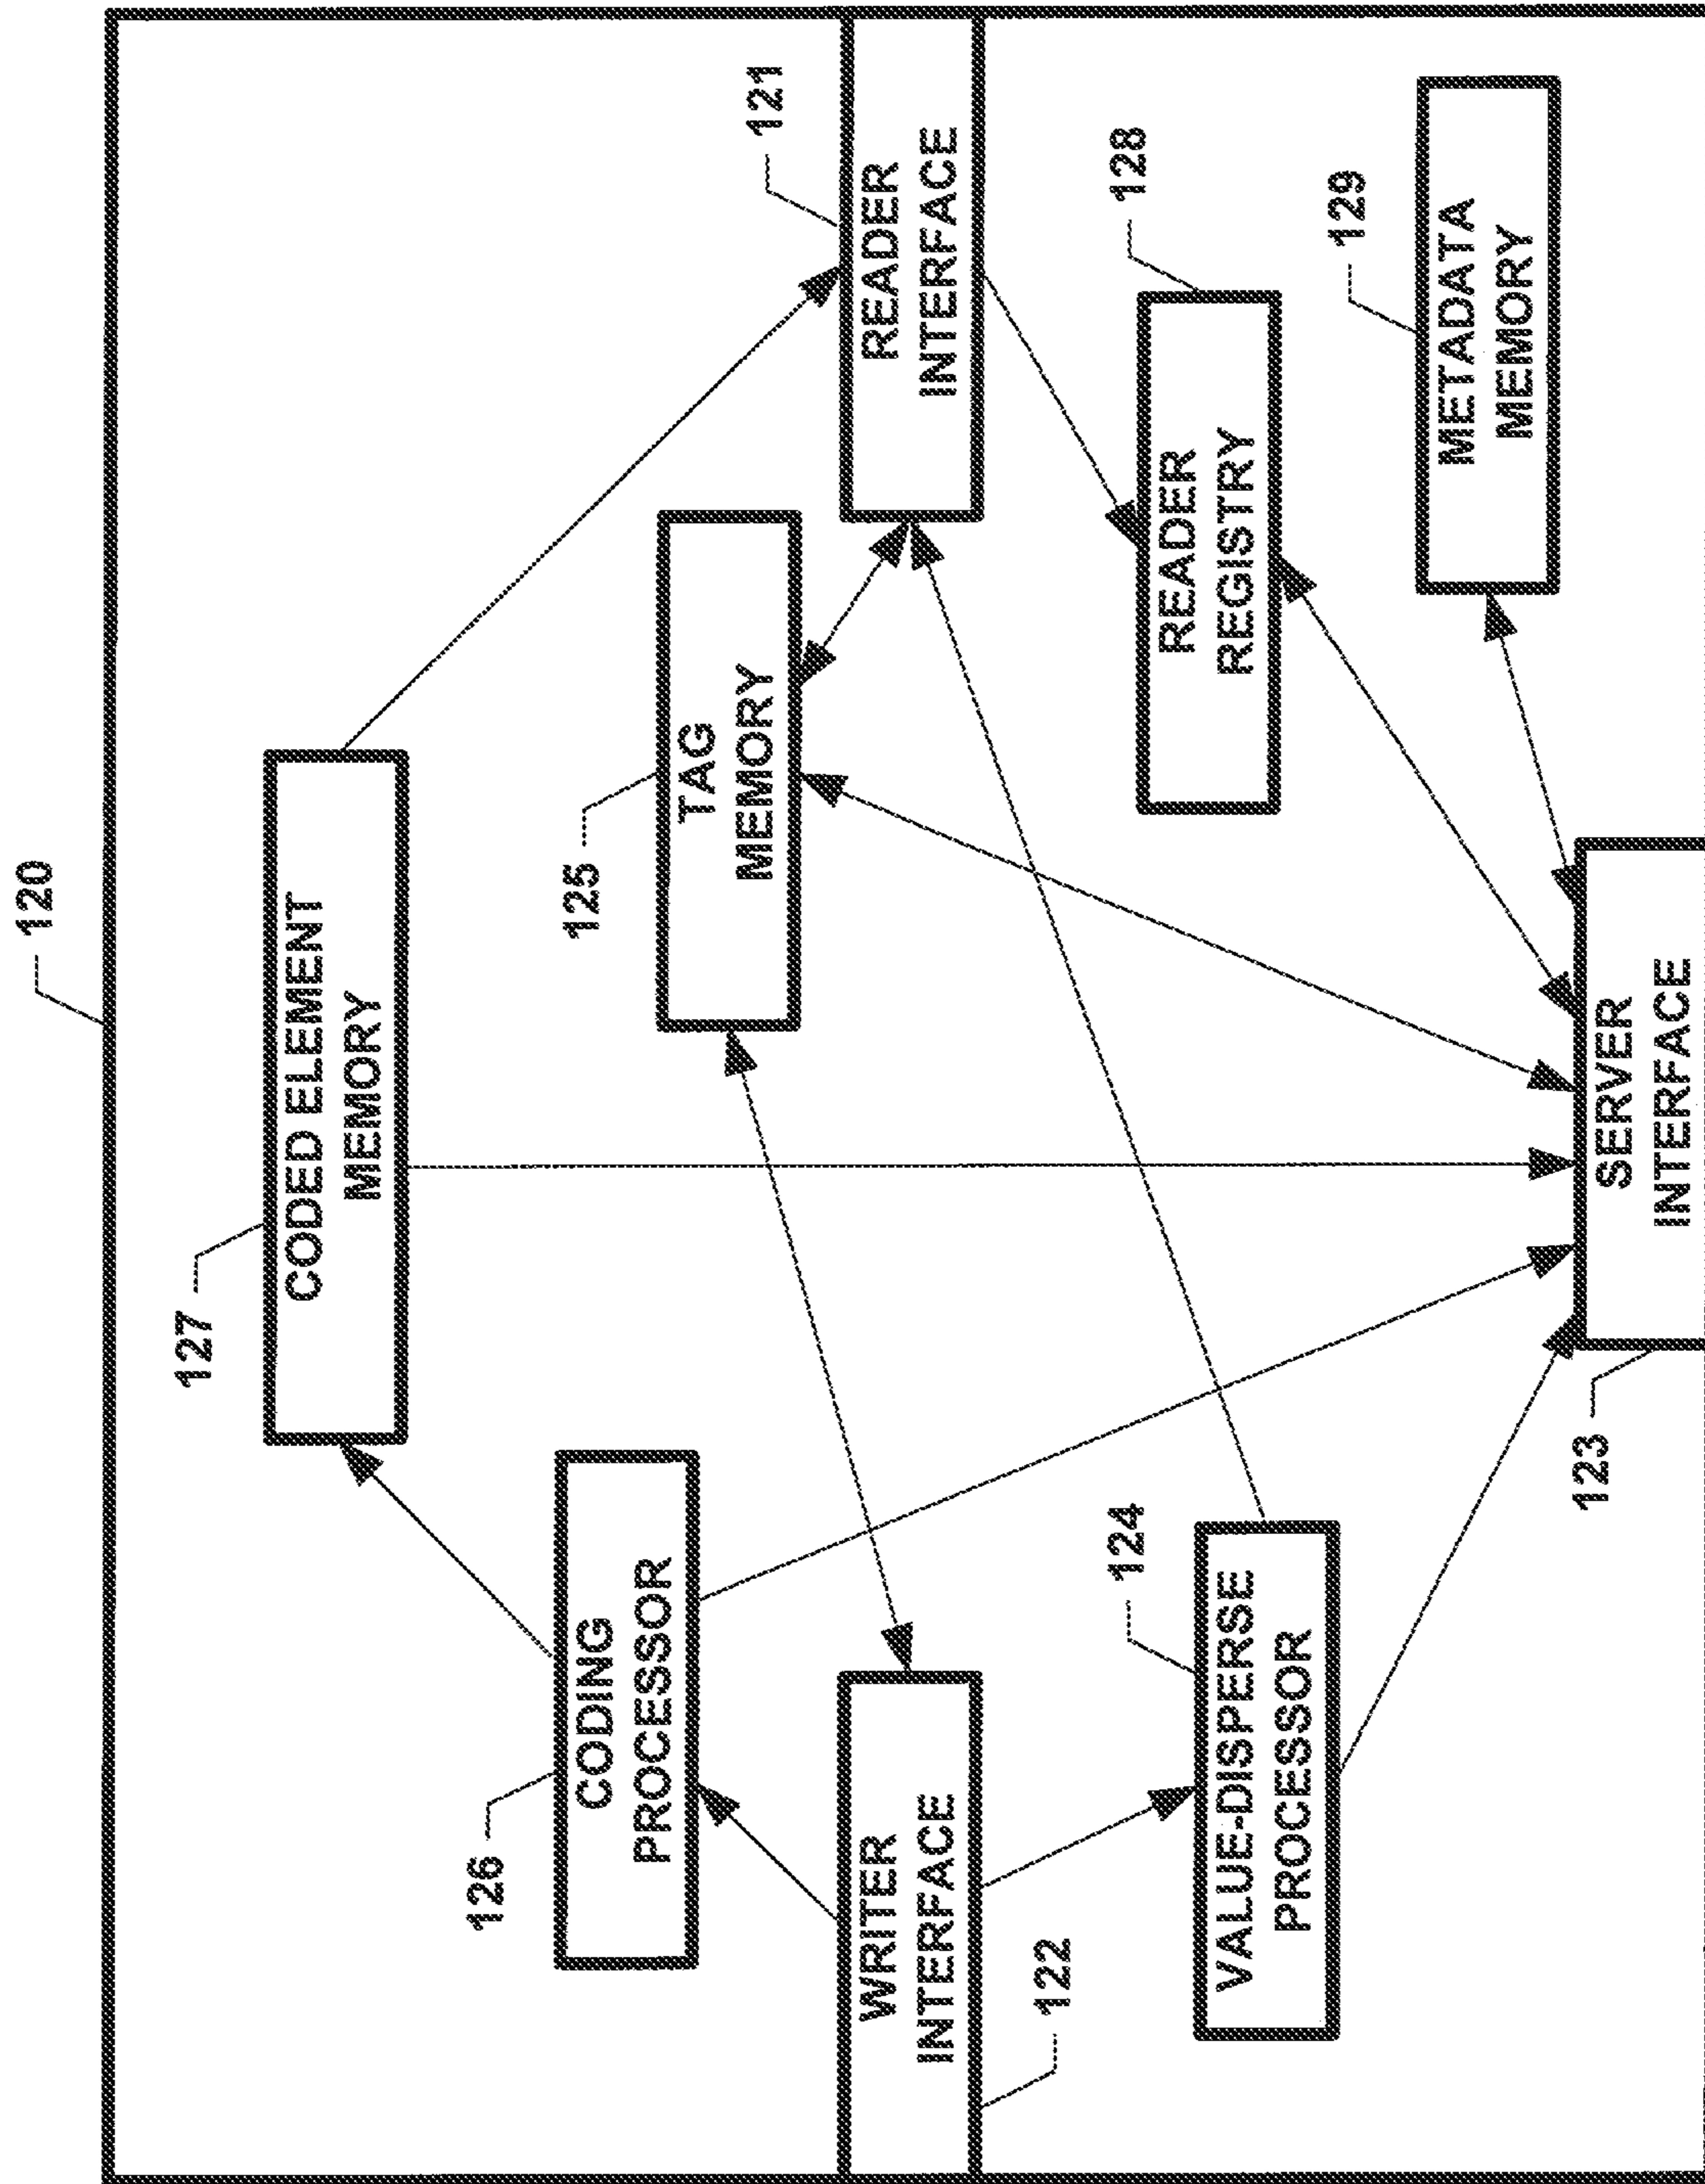 120
127
CODED ELEMENT
MEMORY
126
CODING
PROCESSOR
125
TAG
MEMORY
121
READER
INTERFACE
122
WRITER
INTERFACE
128
READER
REGISTRY
124
VALUE-DISPERSE
PROCESSOR
129
METADATA
MEMORY
123
SERVER
INTERFACE